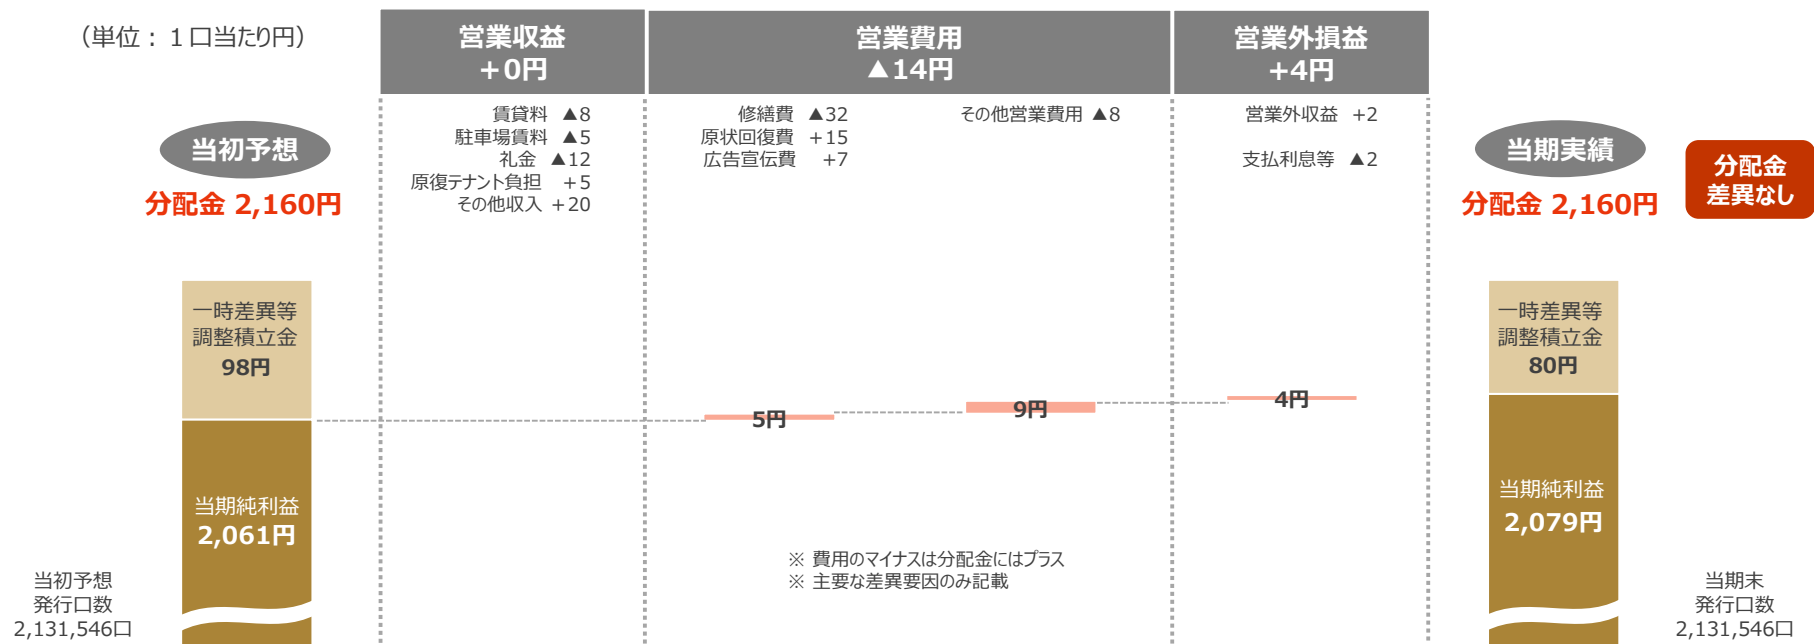 （単位：１口当たり円）
営業収益
+0円
営業費用
▲14円
営業外損益
+4円
賃貸料 ▲8
駐車場賃料 ▲5
礼金 ▲12
原復テナント負担 +5
その他収入 +20
修繕費 ▲32
原状回復費 +15
広告宣伝費 +7
その他営業費用 ▲8
営業外収益 +2
支払利息等 ▲2
当初予想
分配金 2,160円
当期実績
分配金 2,160円
分配金
差異なし
一時差異等
調整積立金
98円
当期純利益
2,061円
5円
9円
4円
一時差異等
調整積立金
80円
当期純利益
2,079円
※ 費用のマイナスは分配金にはプラス
※ 主要な差異要因のみ記載
当初予想
発行口数
2,131,546口
当期末
発行口数
2,131,546口